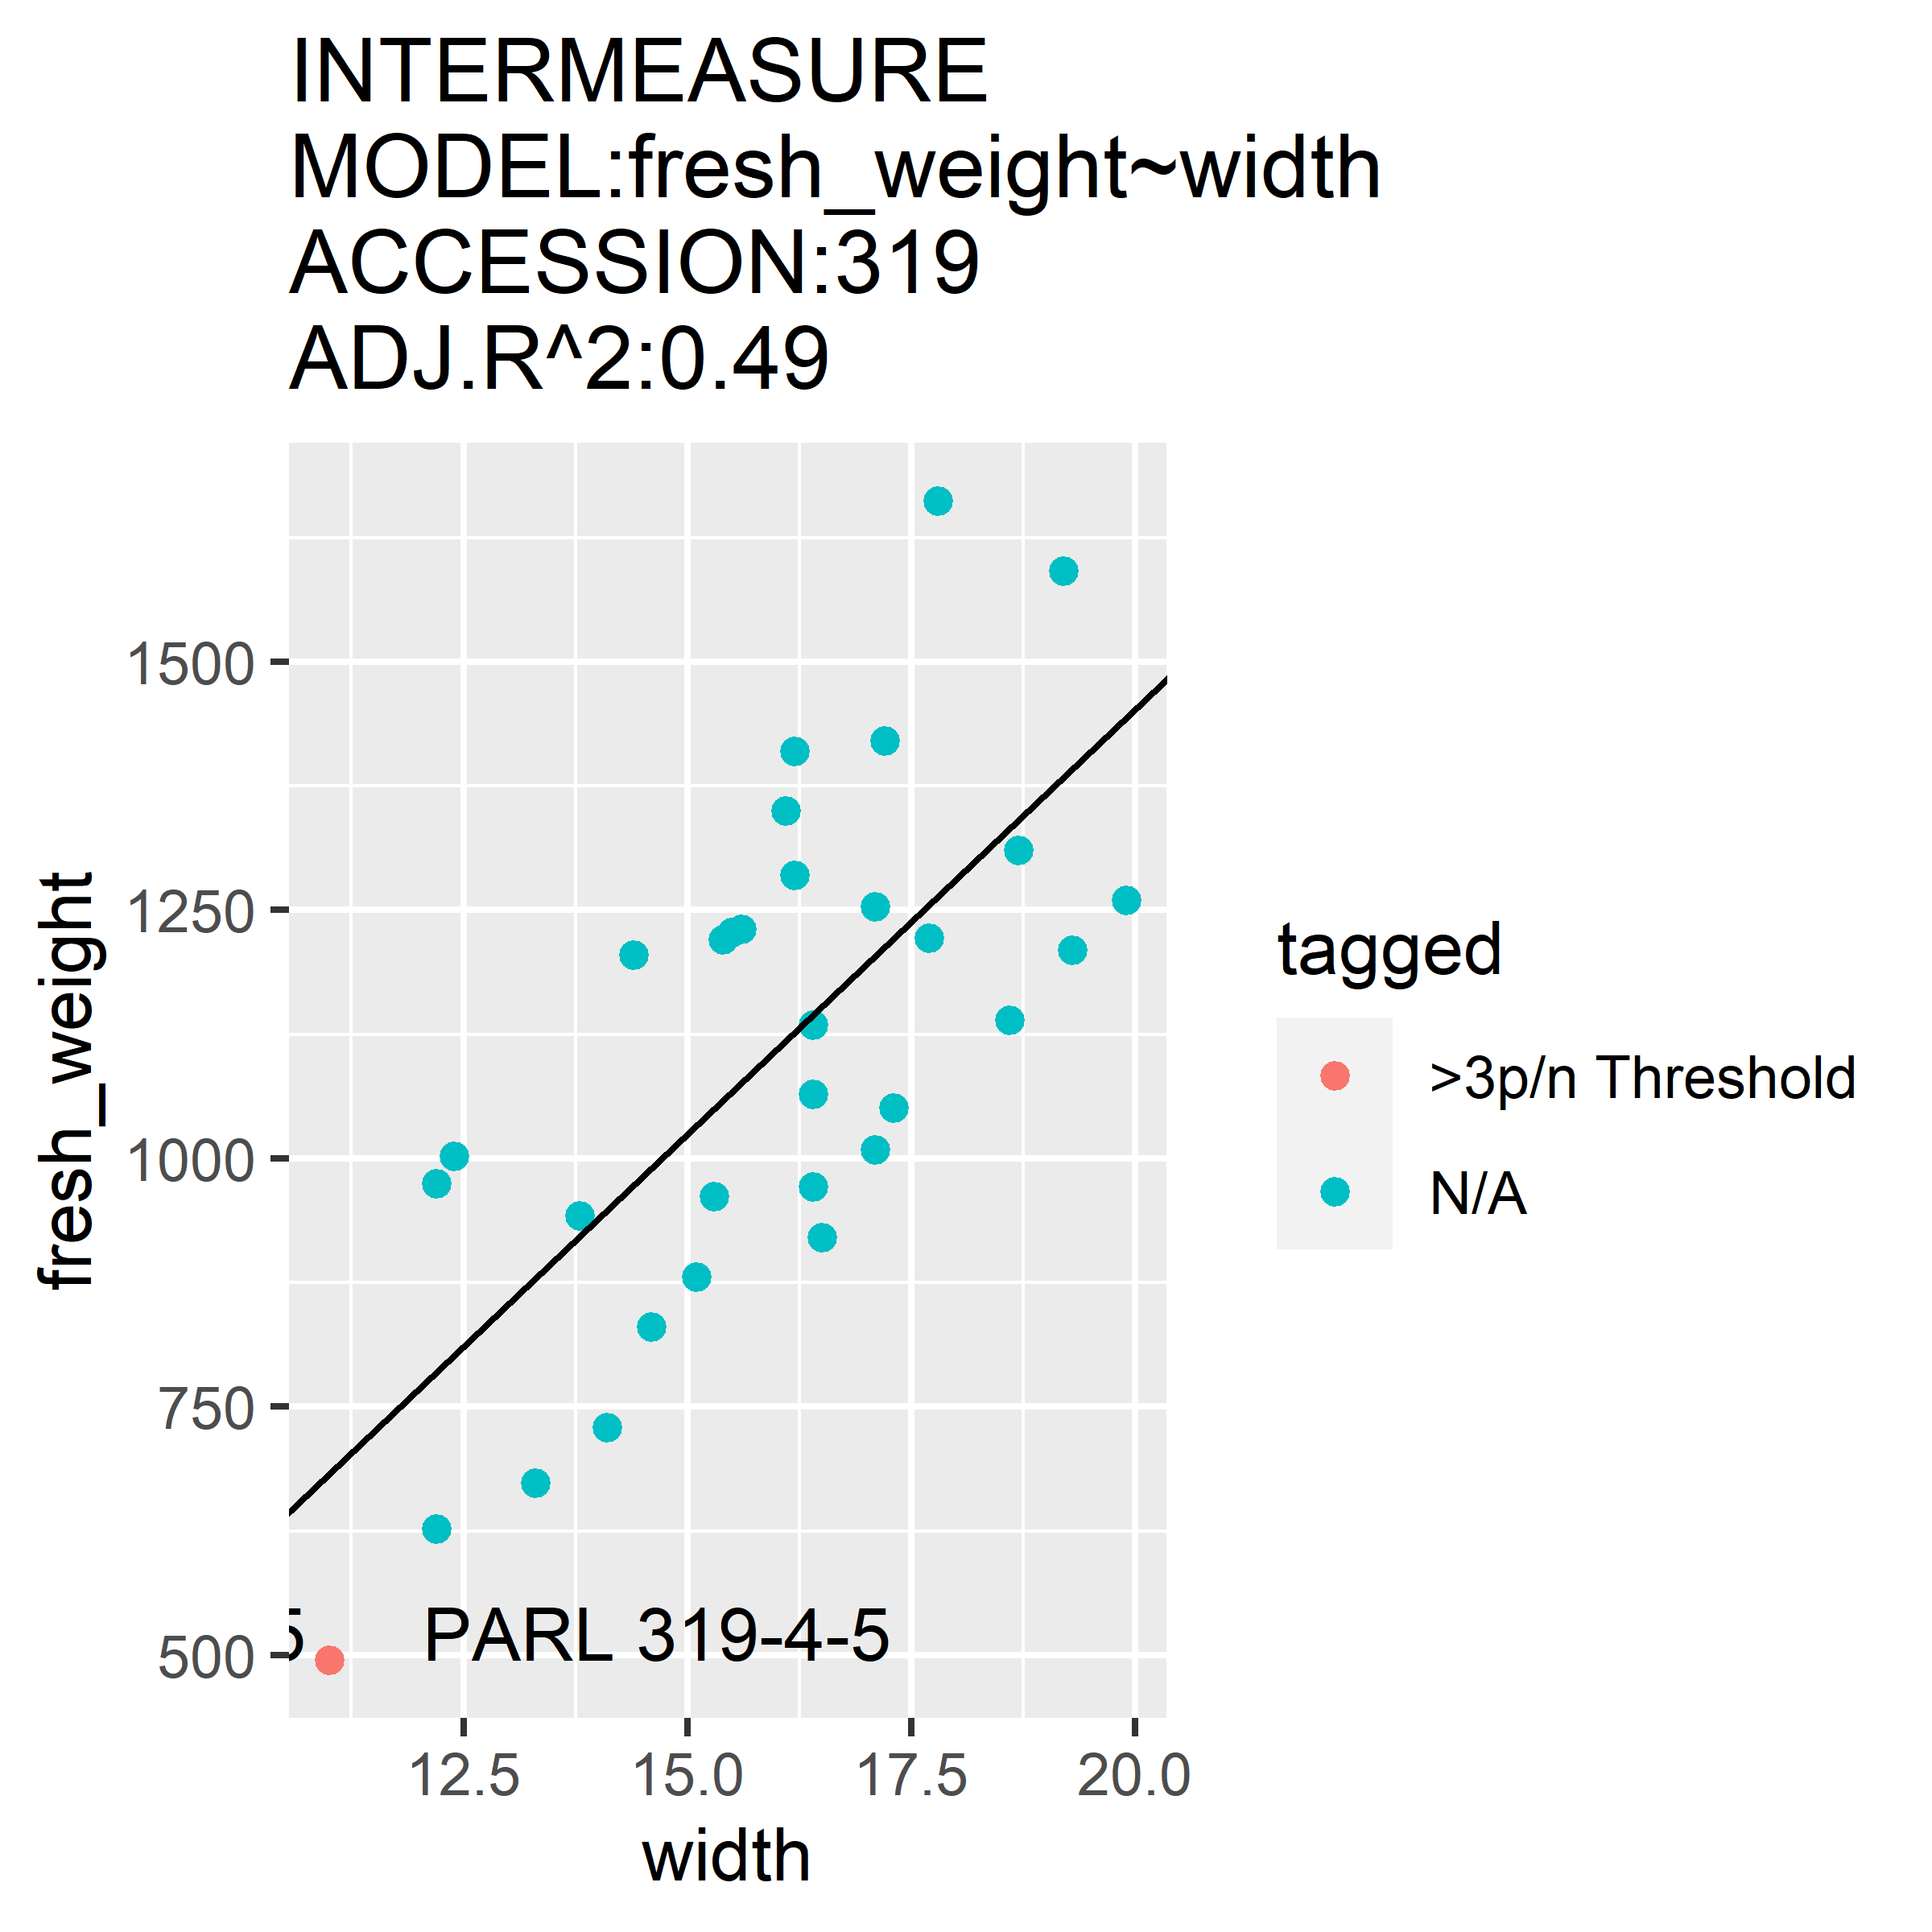 INTERMEASURE
MODEL:fresh_weight~width
ACCESSION:319
ADJ.R^2:0.49
fresh_weight
1500
1250
1000
750
500
5 PARL 319-4-5
12.5 15.0 17.5 20.0
width
tagged
>3p/n Threshold
N/A